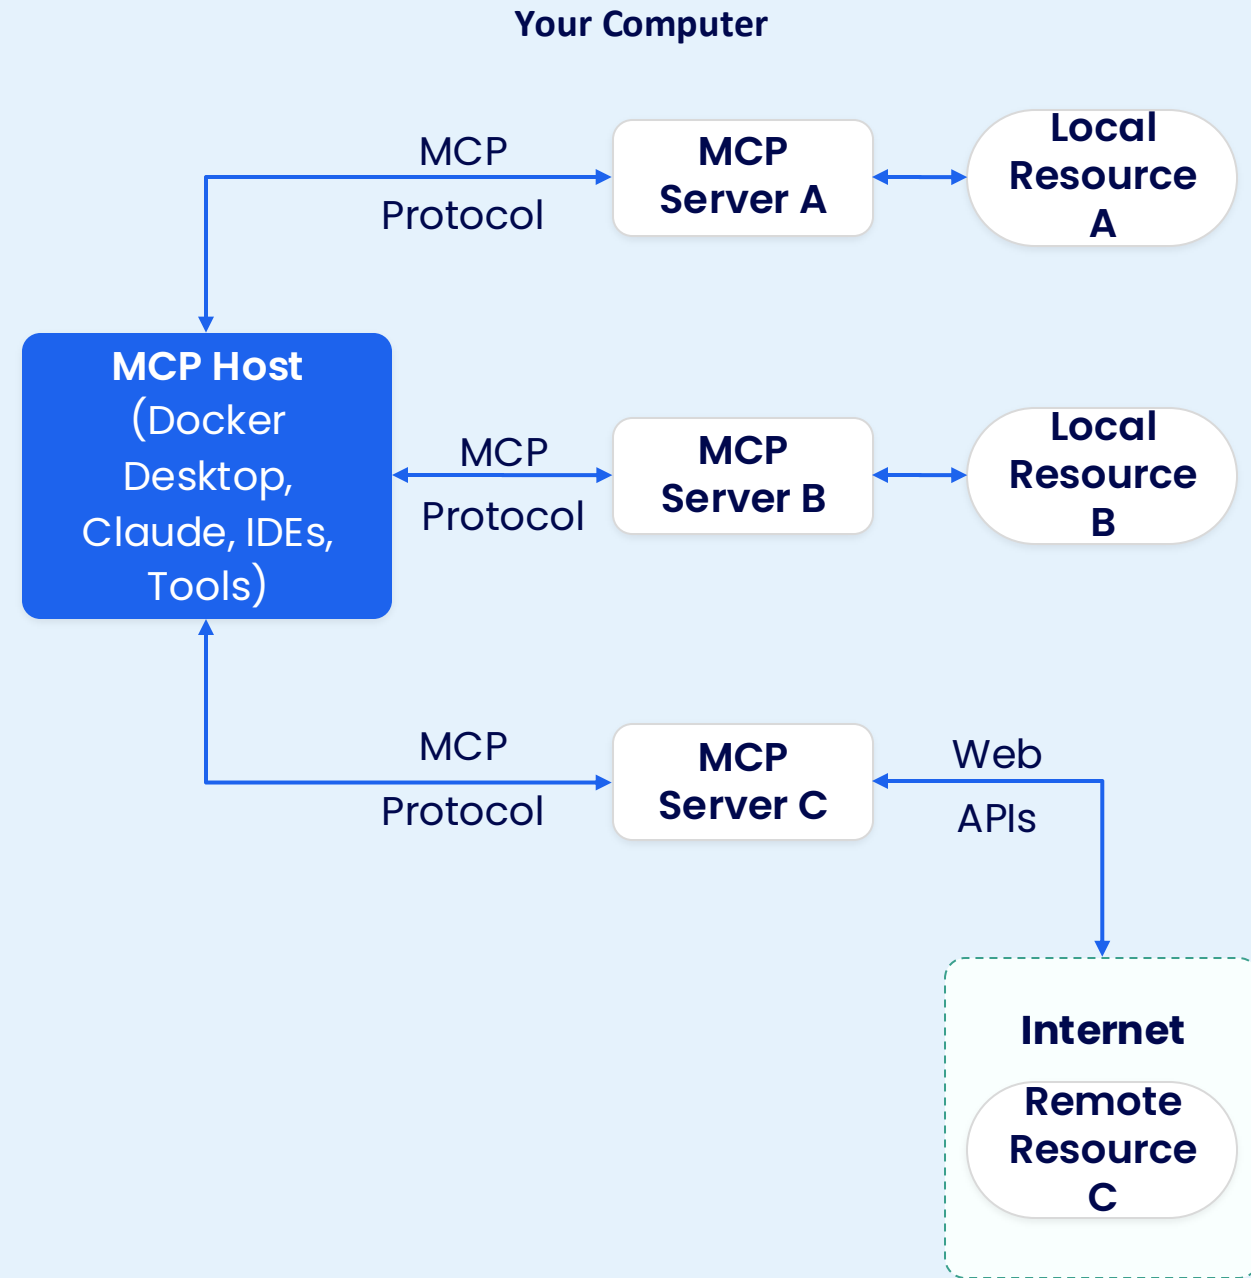 Your Computer
MCP
Protocol
MCP
Server A
Local
Resource
A
MCP Host
(Docker
Desktop,
Claude, IDEs,
Tools)
MCP
Protocol
MCP
Server B
Local
Resource
B
MCP
Protocol
MCP
Server C
Web
APIs
Internet
Remote
Resource
C